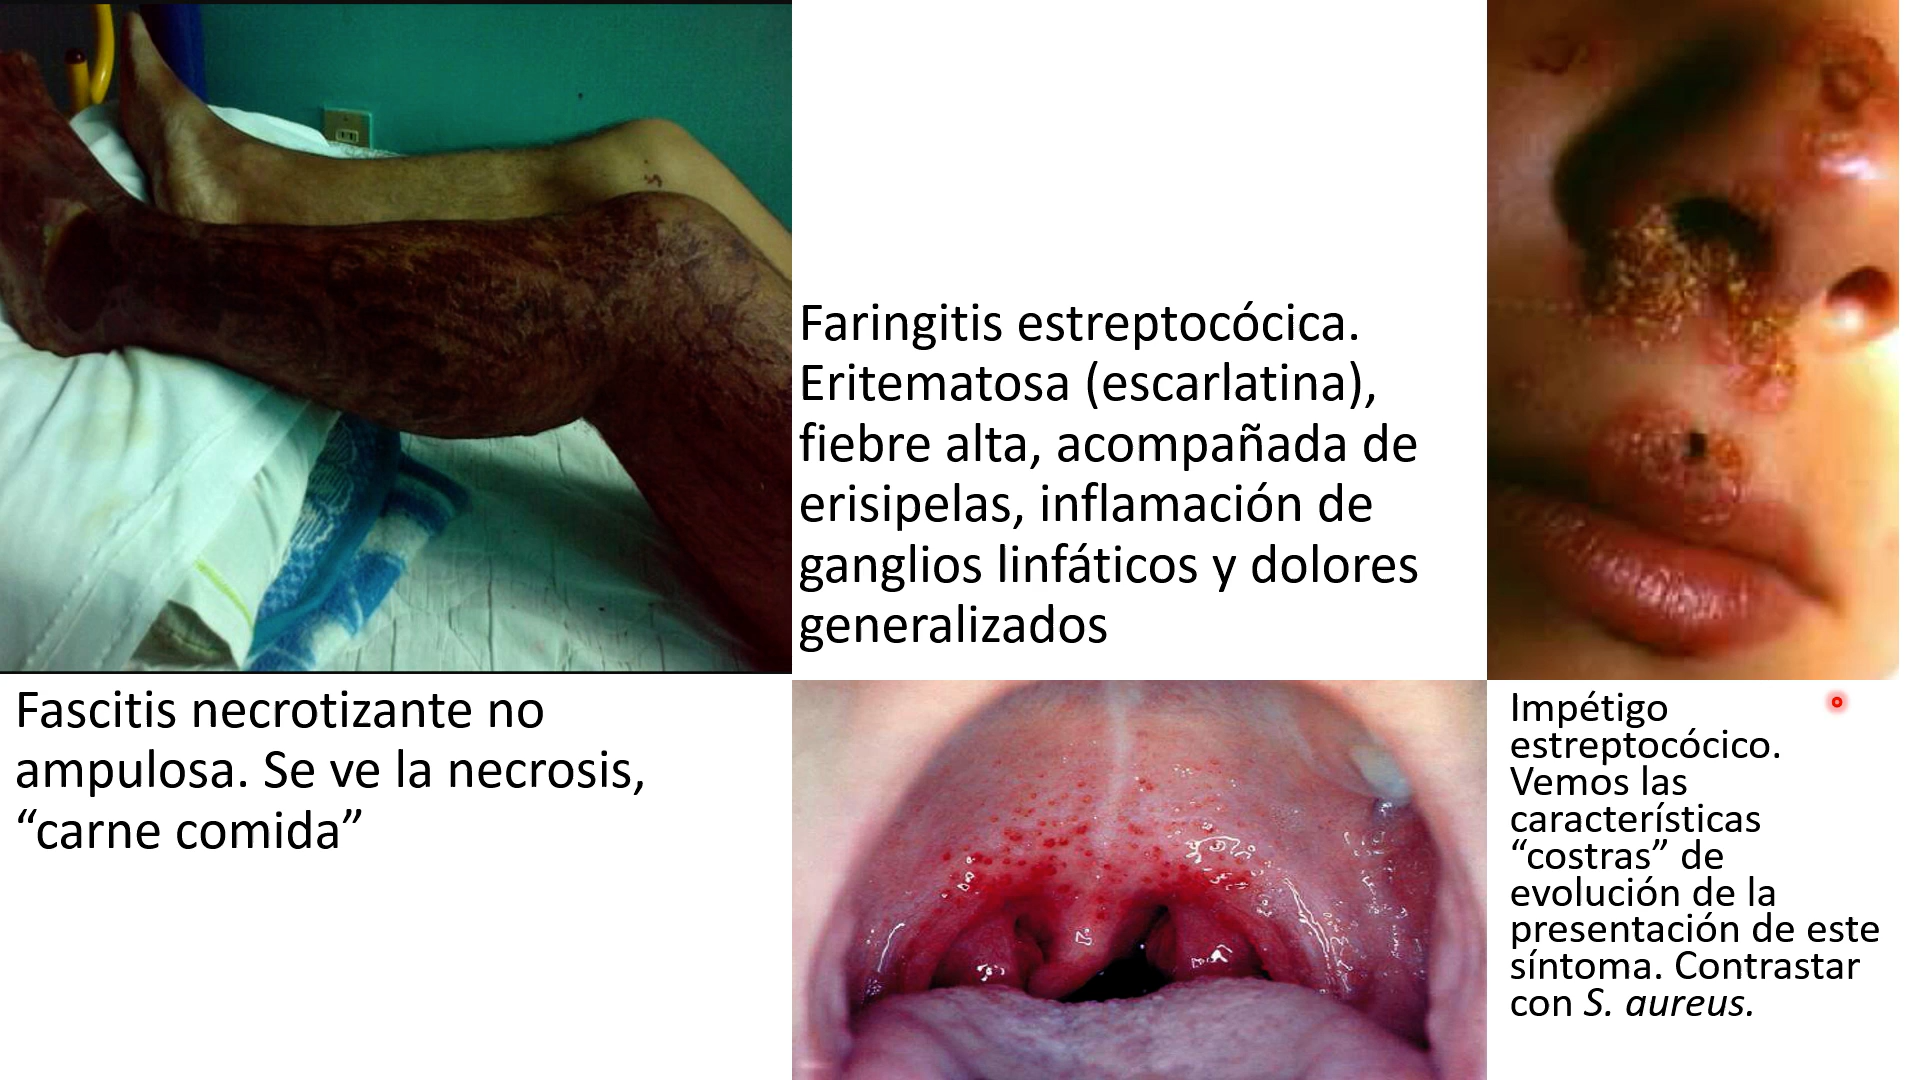 Fascitis necrotizante no
ampulosa. Se ve la necrosis,
“carne comida”
Faringitis estreptocócica.
Eritematosa (escarlatina),
fiebre alta, acompañada de
erisipelas, inflamación de
ganglios linfáticos y dolores
generalizados
Impétigo
estreptocócico.
Vemos las
características
“costras” de
evolución de la
presentación de este
síntoma. Contrastar
con S. aureus.